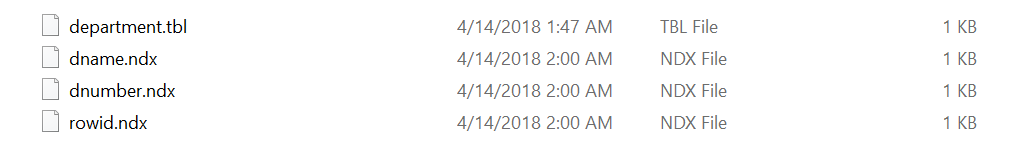 department.tbl 4/14/2018 1:47 AM TBL File 1 KB
dname.ndx 4/14/2018 2:00 AM NDX File 1 KB
dnumber.ndx 4/14/2018 2:00 AM NDX File 1 KB
rowid.ndx 4/14/2018 2:00 AM NDX File 1 KB